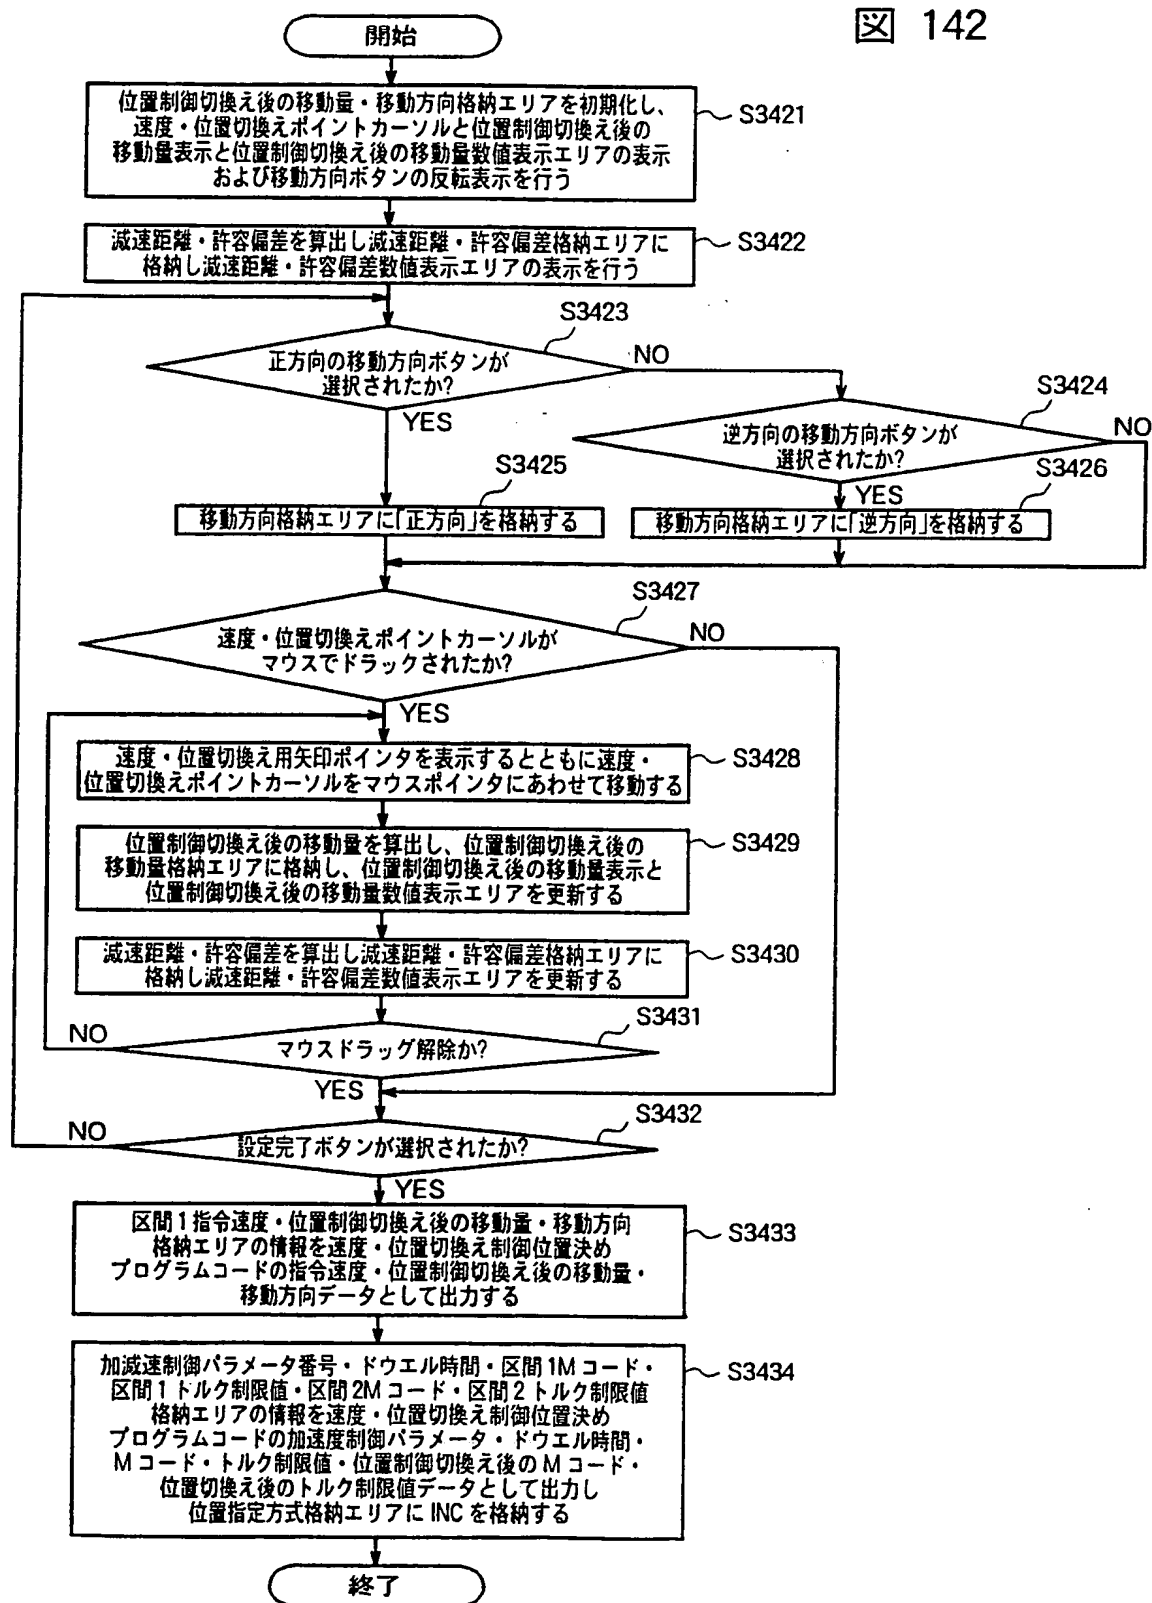 図 142
開始
位置制御切換え後の移動量・移動方向格納エリアを初期化し、
速度・位置切換えポイントカーソルと位置制御切換え後の
移動量表示と位置制御切換え後の移動量数値表示エリアの表示
および移動方向ボタンの反転表示を行う
S3421
減速距離・許容偏差を算出し減速距離・許容偏差格納エリアに
格納し減速距離・許容偏差数値表示エリアの表示を行う
S3422
S3423
正方向の移動方向ボタンが
選択されたか?
NO
YES
S3424
逆方向の移動方向ボタンが
選択されたか?
NO
YES
S3425
移動方向格納エリアに「正方向」を格納する
S3426
移動方向格納エリアに「逆方向」を格納する
S3427
速度・位置切換えポイントカーソルが
マウスでドラックされたか?
NO
YES
速度・位置切換え用矢印ポインタを表示するとともに速度・
位置切換えポイントカーソルをマウスポインタにあわせて移動する
S3428
位置制御切換え後の移動量を算出し、位置制御切換え後の
移動量格納エリアに格納し、位置制御切換え後の移動量表示と
位置制御切換え後の移動量数値表示エリアを更新する
S3429
減速距離・許容偏差を算出し減速距離・許容偏差格納エリアに
格納し減速距離・許容偏差数値表示エリアを更新する
S3430
S3431
NO
マウスドラッグ解除か?
YES
S3432
NO
設定完了ボタンが選択されたか?
YES
区間1指令速度・位置制御切換え後の移動量・移動方向
格納エリアの情報を速度・位置切換え制御位置決め
プログラムコードの指令速度・位置制御切換え後の移動量・
移動方向データとして出力する
S3433
加減速制御パラメータ番号・ドウエル時間・区間1Mコード・
区間1トルク制限値・区間2Mコード・区間2トルク制限値
格納エリアの情報を速度・位置切換え制御位置決め
プログラムコードの加速度制御パラメータ・ドウエル時間・
Mコード・トルク制限値・位置制御切換え後のMコード・
位置切換え後のトルク制限値データとして出力し
位置指定方式格納エリアにINCを格納する
S3434
終了